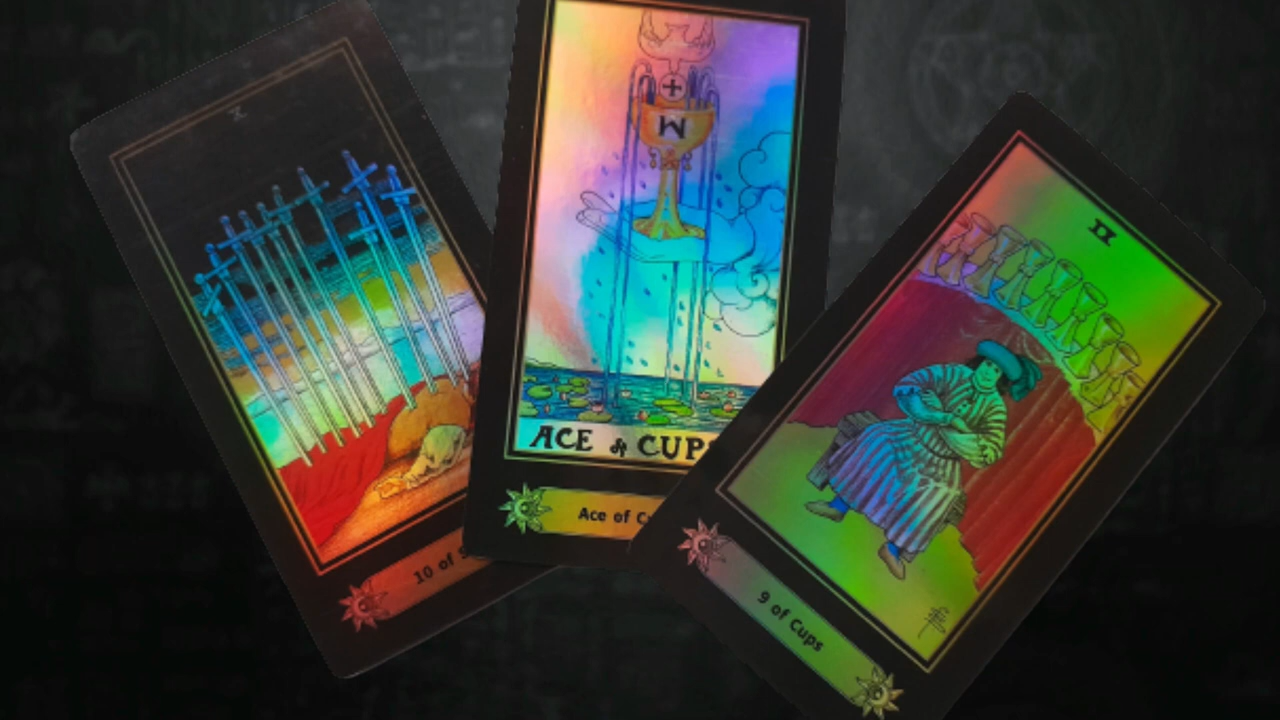 X
10 of S
M
ACE of CUPS
Ace of C
IX
9 of Cups